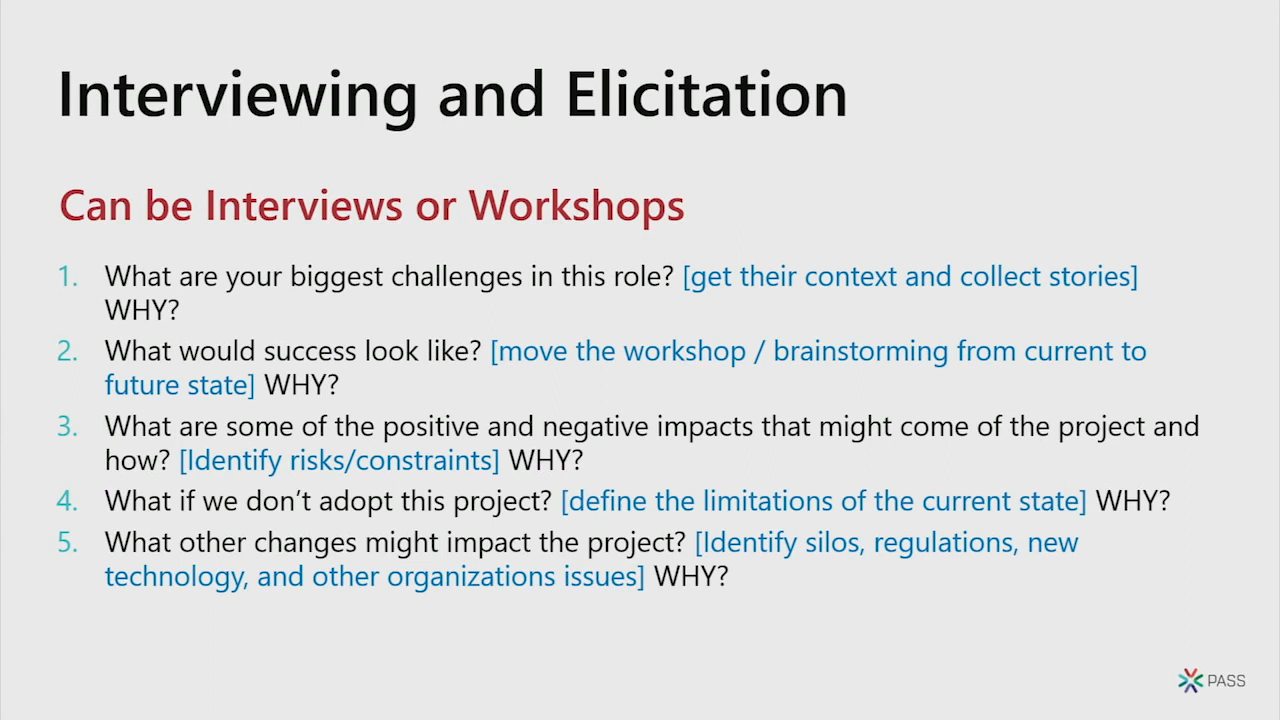 Interviewing and Elicitation
Can be Interviews or Workshops
1. What are your biggest challenges in this role? [get their context and collect stories]
WHY?
2. What would success look like? [move the workshop / brainstorming from current to
future state] WHY?
3. What are some of the positive and negative impacts that might come of the project and
how? [Identify risks/constraints] WHY?
4. What if we don’t adopt this project? [define the limitations of the current state] WHY?
5. What other changes might impact the project? [Identify silos, regulations, new
technology, and other organizations issues] WHY?
PASS